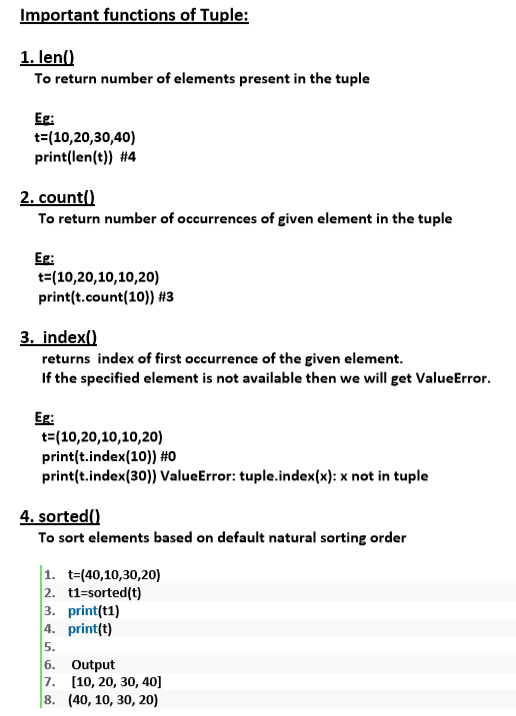 Important functions of Tuple:
1. len()
To return number of elements present in the tuple
Eg:
t=(10,20,30,40)
print(len(t)) #4
2. count()
To return number of occurrences of given element in the tuple
Eg:
t=(10,20,10,10,20)
print(t.count(10)) #3
3. index()
returns index of first occurrence of the given element.
If the specified element is not available then we will get ValueError.
Eg:
t=(10,20,10,10,20)
print(t.index(10)) #0
print(t.index(30)) ValueError: tuple.index(x): x not in tuple
4. sorted()
To sort elements based on default natural sorting order
1. t=(40,10,30,20)
2. t1=sorted(t)
3. print(t1)
4. print(t)
5.
6. Output
7. [10, 20, 30, 40]
8. (40, 10, 30, 20)